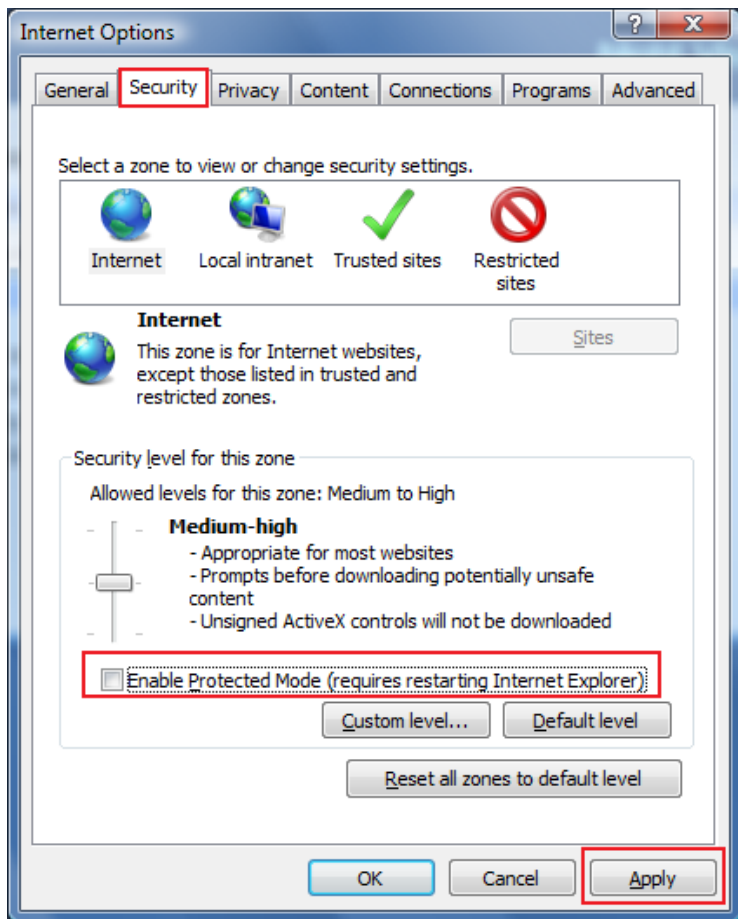 Internet Options
?
X
General Security Privacy Content Connections Programs Advanced
Select a zone to view or change security settings.
Internet Local intranet Trusted sites Restricted
sites
Internet
This zone is for Internet websites,
except those listed in trusted and
restricted zones.
Sites
Security level for this zone
Allowed levels for this zone: Medium to High
Medium-high
- Appropriate for most websites
- Prompts before downloading potentially unsafe
content
- Unsigned ActiveX controls will not be downloaded
Enable Protected Mode (requires restarting Internet Explorer)
Custom level... Default level
Reset all zones to default level
OK Cancel Apply